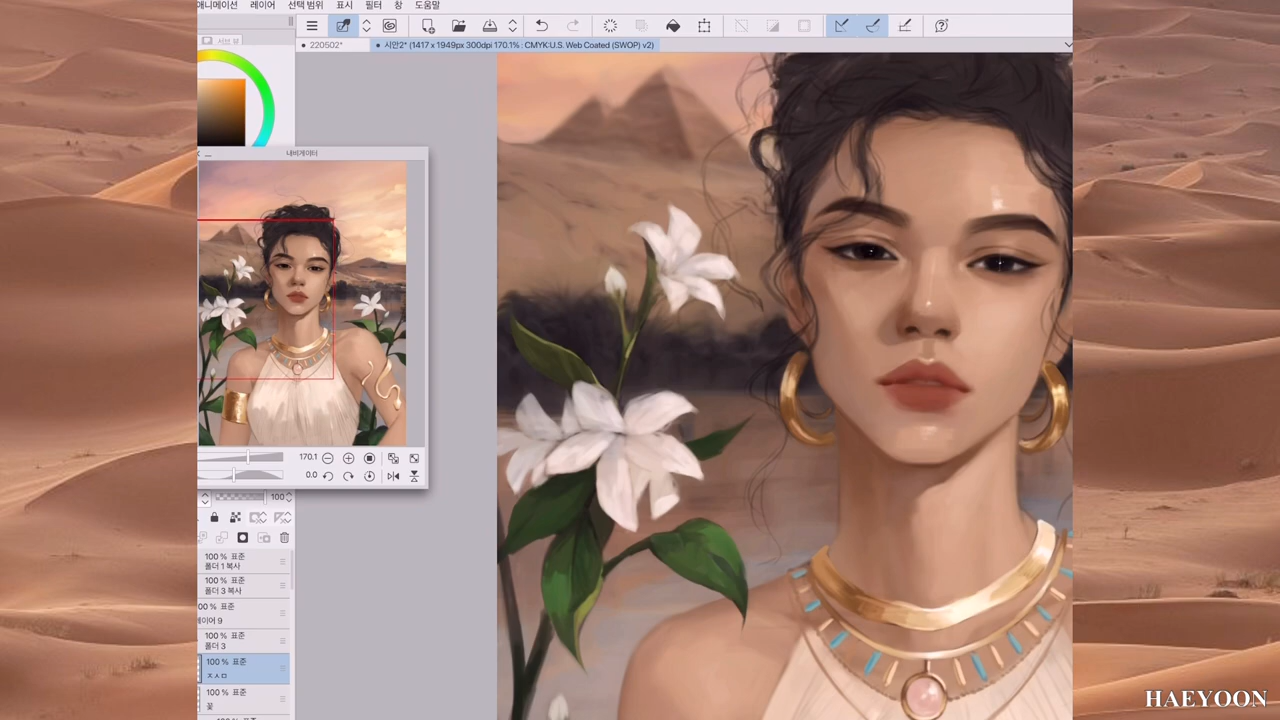 애니메이션 레이어 선택 범위 표시 필터 창 도움말
220502*
시안2* (1417 x 1949px 300dpi 170.1% : CMYK:U.S. Web Coated (SWOP) v2)
내비게이터
170.1
0.0
100
100 % 표준
폴더 1 복사
100 % 표준
폴더 3 복사
00 % 표준
레이어 9
100 % 표준
폴더 3
100 % 표준
ㅈㅅㅁ
100 % 표준
꽃
100 % 표준
HAEYOON